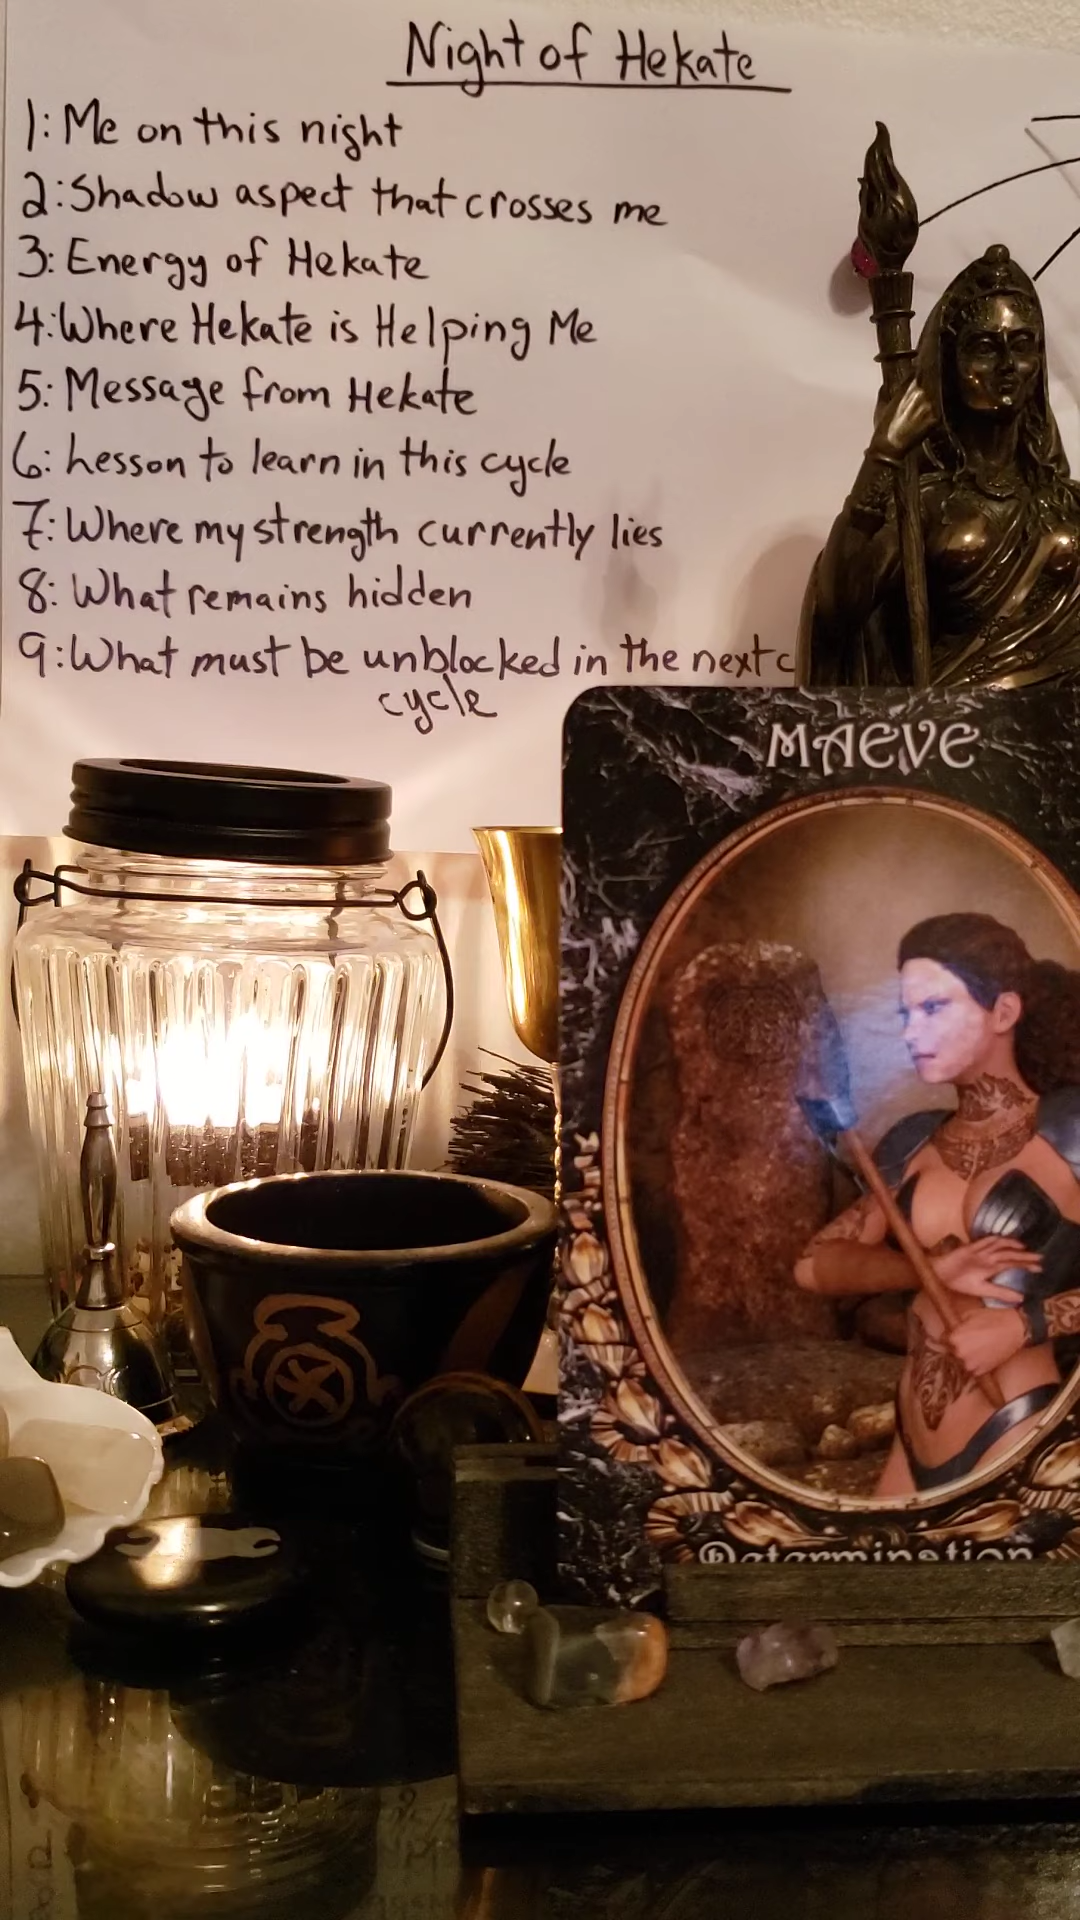 Night of Hekate
1: Me on this night
2: Shadow aspect that crosses me
3: Energy of Hekate
4: Where Hekate is Helping Me
5: Message from Hekate
6: Lesson to learn in this cycle
7: Where my strength currently lies
8: What remains hidden
9: What must be unblocked in the next c
cycle
MAEVE
Determination